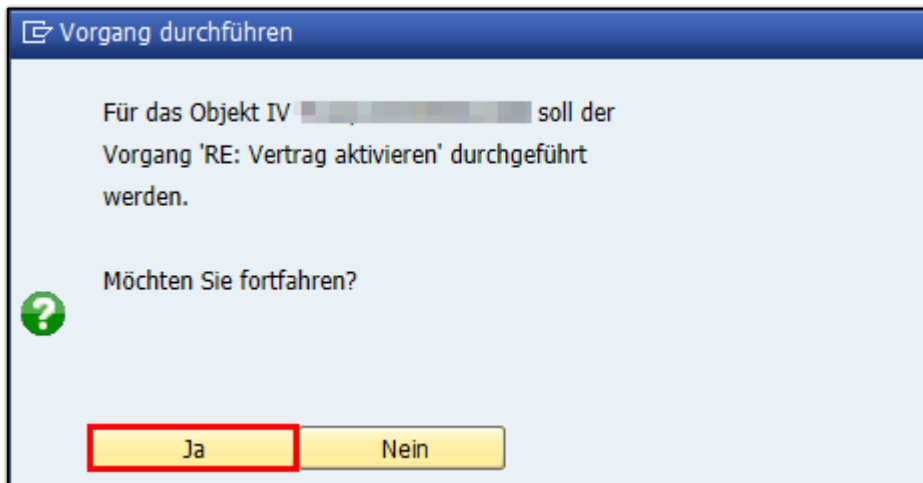 Vorgang durchführen
Für das Objekt IV soll der
Vorgang 'RE: Vertrag aktivieren' durchgeführt
werden.
Möchten Sie fortfahren?
Ja
Nein